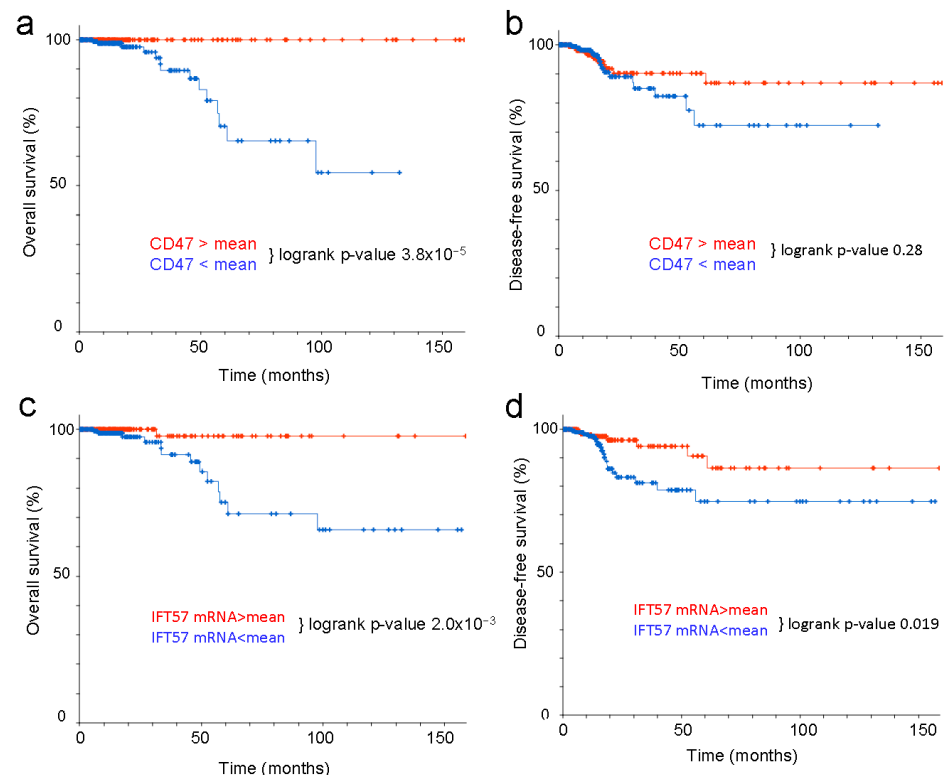 a
100
50
0
Overall survival (%)
CD47 > mean
CD47 < mean
} logrank p-value 3.8x10⁻⁵
0 50 100 150
Time (months)
b
100
50
0
Disease-free survival (%)
CD47 > mean
CD47 < mean
} logrank p-value 0.28
0 50 100 150
Time (months)
c
100
50
0
Overall survival (%)
IFT57 mRNA>mean
IFT57 mRNA<mean
} logrank p-value 2.0x10⁻³
0 50 100 150
Time (months)
d
100
50
0
Disease-free survival (%)
IFT57 mRNA>mean
IFT57 mRNA<mean
} logrank p-value 0.019
0 50 100 150
Time (months)